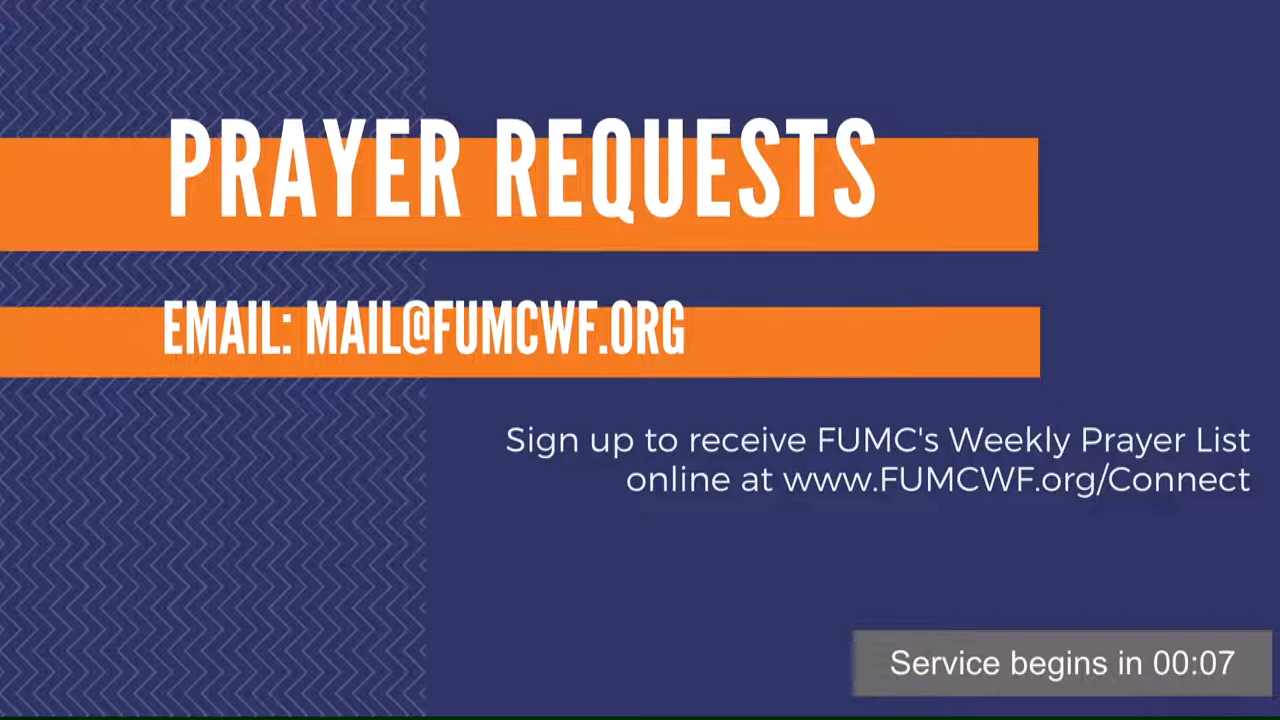 PRAYER REQUESTS
EMAIL: MAIL@FUMCWF.ORG
Sign up to receive FUMC's Weekly Prayer List
online at www.FUMCWF.org/Connect
Service begins in 00:07